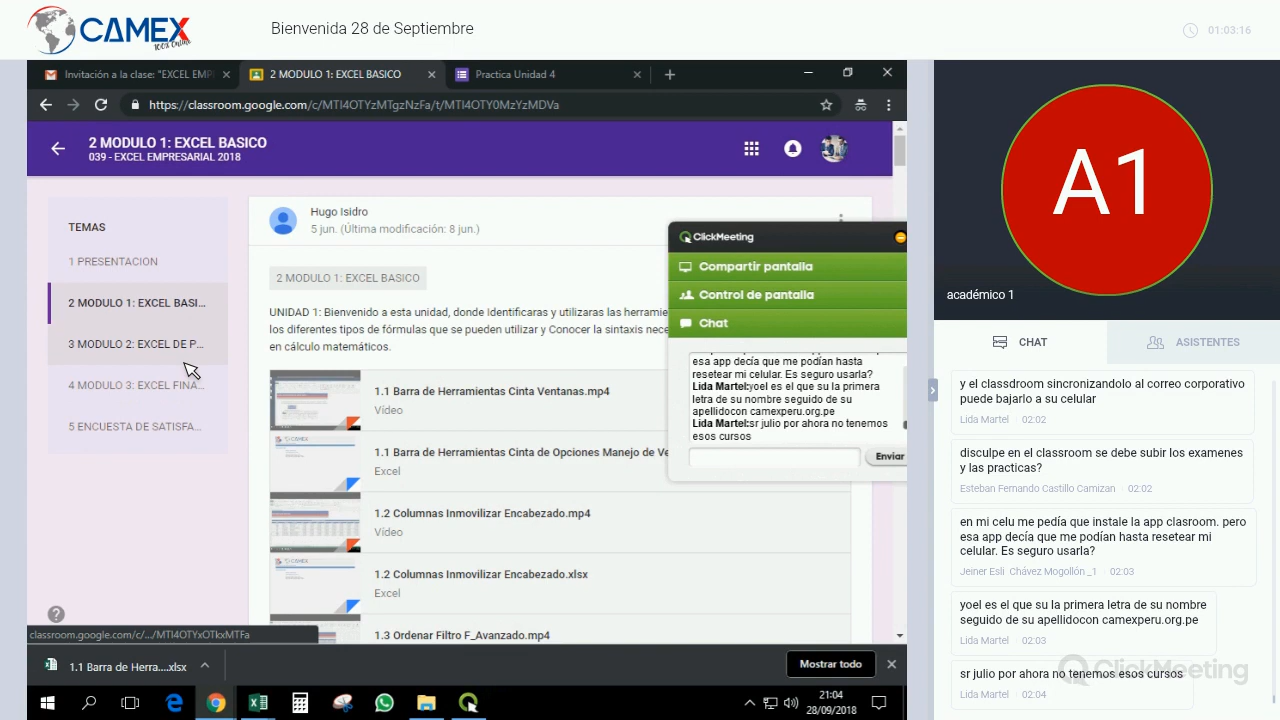 CAMEX
100% Online
Bienvenida 28 de Septiembre
01:03:16
Invitación a la clase: "EXCEL EMP
2 MODULO 1: EXCEL BASICO
Practica Unidad 4
https://classroom.google.com/c/MTI4OTYzMTgzNzFa/t/MTI4OTY0MzYzMDVa
2 MODULO 1: EXCEL BASICO
039 - EXCEL EMPRESARIAL 2018
TEMAS
1 PRESENTACION
2 MODULO 1: EXCEL BASI...
3 MODULO 2: EXCEL DE P...
4 MODULO 3: EXCEL FINA...
5 ENCUESTA DE SATISFA...
Hugo Isidro
5 jun. (Última modificación: 8 jun.)
2 MODULO 1: EXCEL BASICO
UNIDAD 1: Bienvenido a esta unidad, donde Identificaras y utilizaras las herramie
los diferentes tipos de fórmulas que se pueden utilizar y Conocer la sintaxis nece
en cálculo matemáticos.
1.1 Barra de Herramientas Cinta Ventanas.mp4
Vídeo
1.1 Barra de Herramientas Cinta de Opciones Manejo de Ve
Excel
1.2 Columnas Inmovilizar Encabezado.mp4
Vídeo
1.2 Columnas Inmovilizar Encabezado.xlsx
Excel
1.3 Ordenar Filtro F_Avanzado.mp4
ClickMeeting
Compartir pantalla
Control de pantalla
Chat
esa app decía que me podían hasta
resetear mi celular. Es seguro usarla?
Lida Martel:yoel es el que su la primera
letra de su nombre seguido de su
apellidocon camexperu.org.pe
Lida Martel:sr julio por ahora no tenemos
esos cursos
Enviar
classroom.google.com/c/.../MTI4OTYxOTkxMTFa
1.1 Barra de Herra....xlsx
Mostrar todo
21:04
28/09/2018
A1
académico 1
CHAT
ASISTENTES
y el classdroom sincronizandolo al correo corporativo
puede bajarlo a su celular
Lida Martel · 02:02
disculpe en el classroom se debe subir los examenes
y las practicas?
Esteban Fernando Castillo Camizan · 02:02
en mi celu me pedía que instale la app clasroom. pero
esa app decía que me podían hasta resetear mi
celular. Es seguro usarla?
Jeiner Esli Chávez Mogollón _1 · 02:03
yoel es el que su la primera letra de su nombre
seguido de su apellidocon camexperu.org.pe
Lida Martel · 02:03
sr julio por ahora no tenemos esos cursos
Lida Martel · 02:04
ClickMeeting